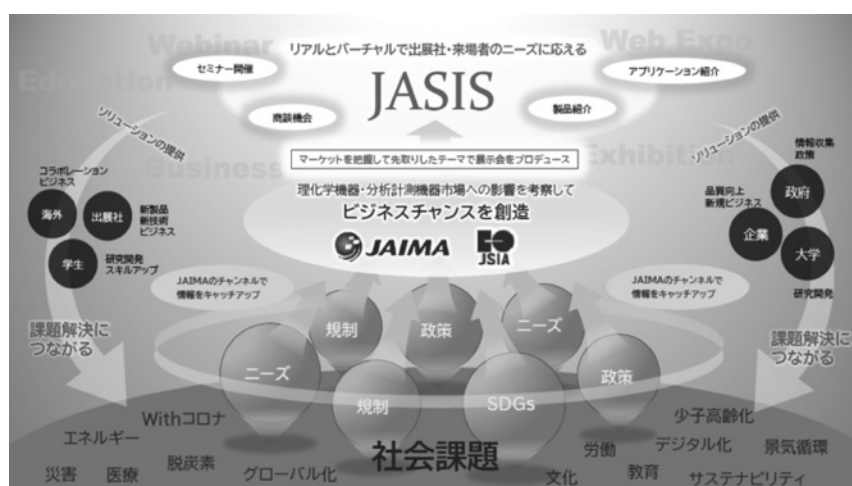 Webinar
Web Expo
Education
Business
Exhibition
リアルとバーチャルで出展社・来場者のニーズに応える
セミナー開催
アプリケーション紹介
JASIS
商談機会
製品紹介
ソリューションの提供
ソリューションの提供
マーケットを把握して先取りしたテーマで展示会をプロデュース
理化学機器・分析計測機器市場への影響を考察して
ビジネスチャンスを創造
JAIMA
JSIA
コラボレーション
ビジネス
海外
出展社
新製品
新技術
ビジネス
学生
研究開発
スキルアップ
情報収集
政策
政府
品質向上
新規ビジネス
企業
大学
研究開発
JAIMAのチャンネルで
情報をキャッチアップ
JAIMAのチャンネルで
情報をキャッチアップ
課題解決に
つながる
課題解決に
つながる
規制
政策
ニーズ
ニーズ
規制
SDGs
政策
Withコロナ
エネルギー
災害
医療
脱炭素
グローバル化
社会課題
少子高齢化
労働
デジタル化
景気循環
文化
教育
サステナビリティ